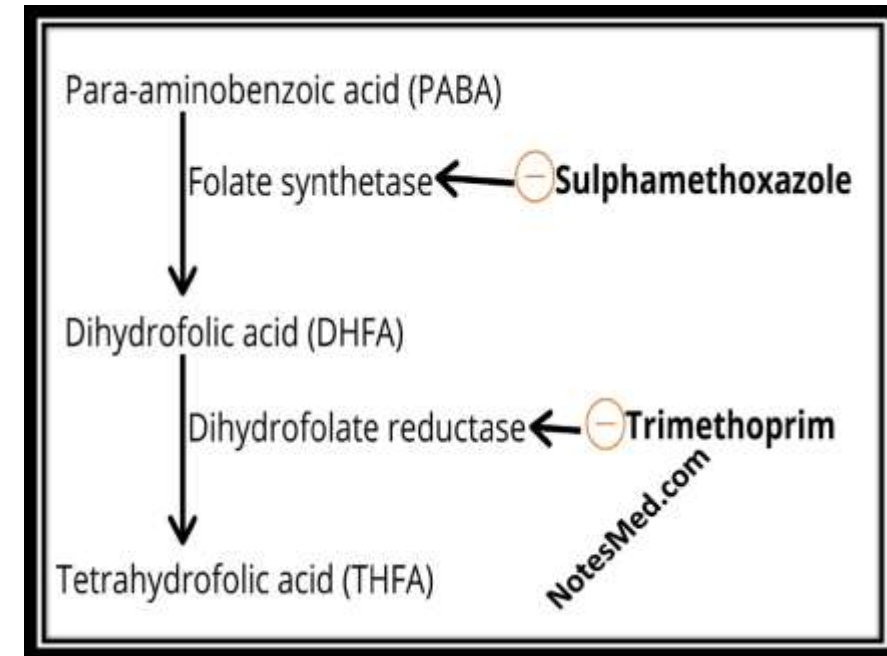 Para-aminobenzoic acid (PABA)
Folate synthetase
Sulphamethoxazole
Dihydrofolic acid (DHFA)
Dihydrofolate reductase
Trimethoprim
NotesMed.com
Tetrahydrofolic acid (THFA)